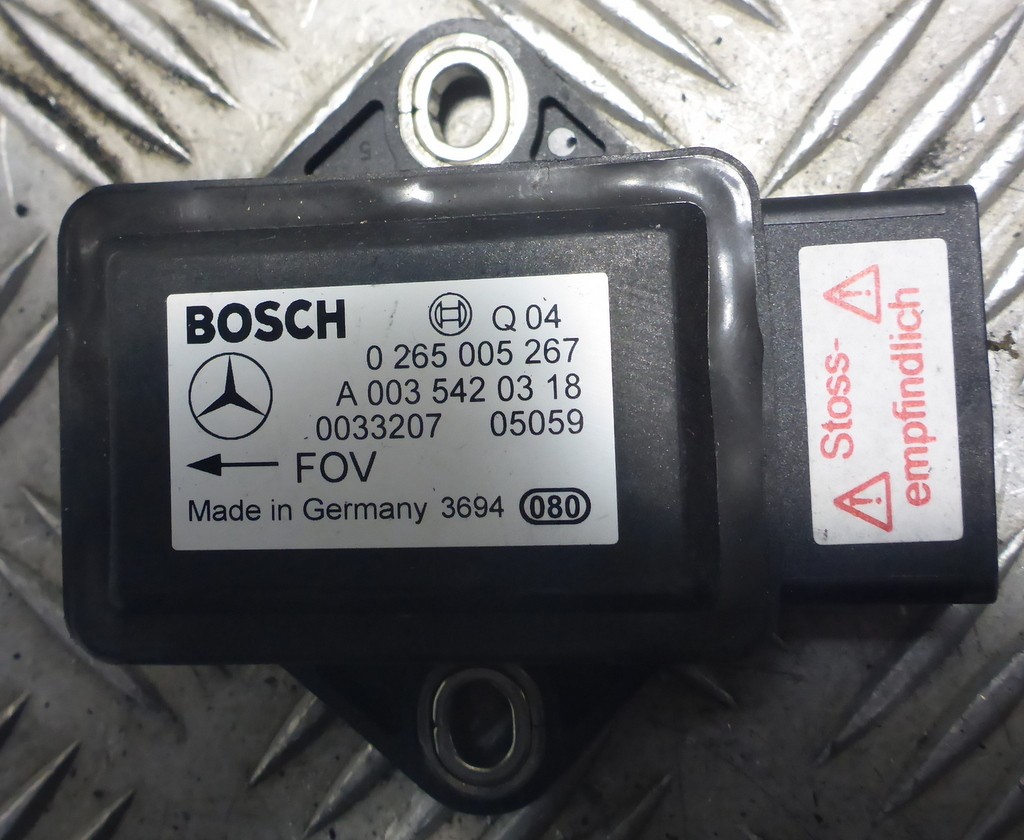 BOSCH Q 04
0 265 005 267
A 003 542 03 18
0033207 05059
FOV
Made in Germany 3694 080
Stoss-
empfindlich
S